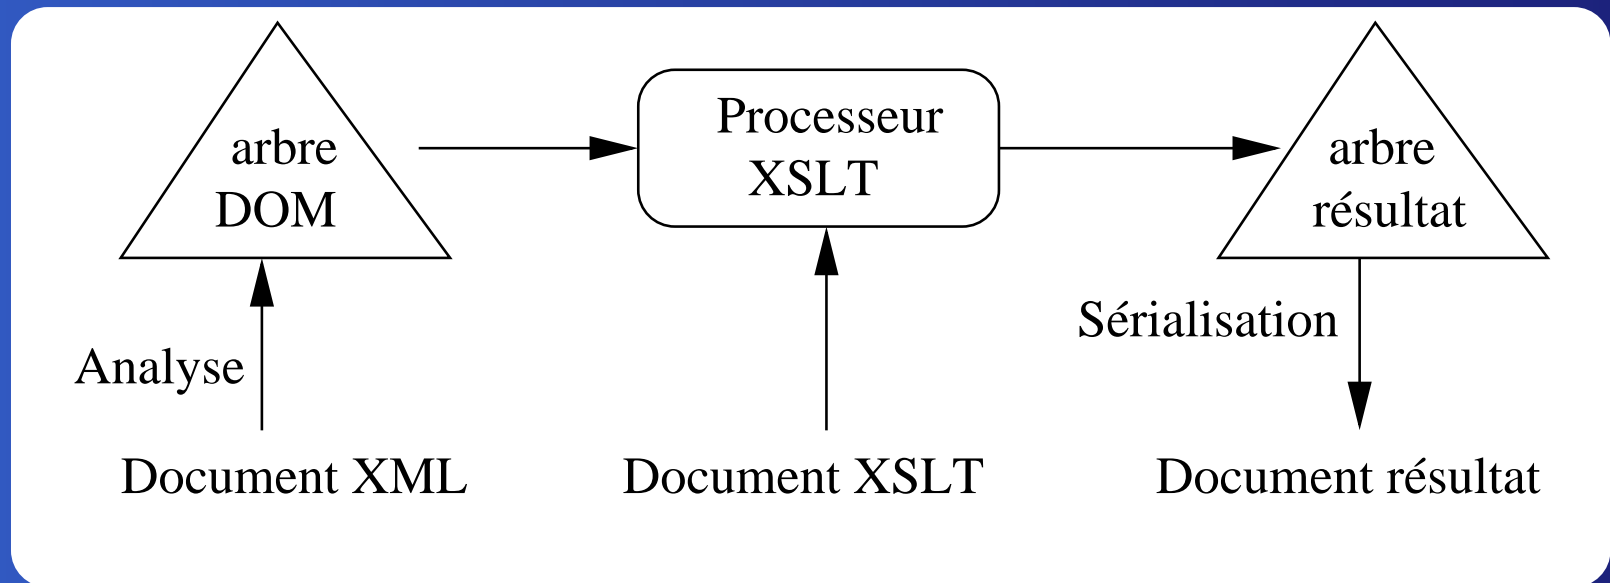 arbre
DOM
Processeur
XSLT
arbre
résultat
Analyse
Sérialisation
Document XML
Document XSLT
Document résultat